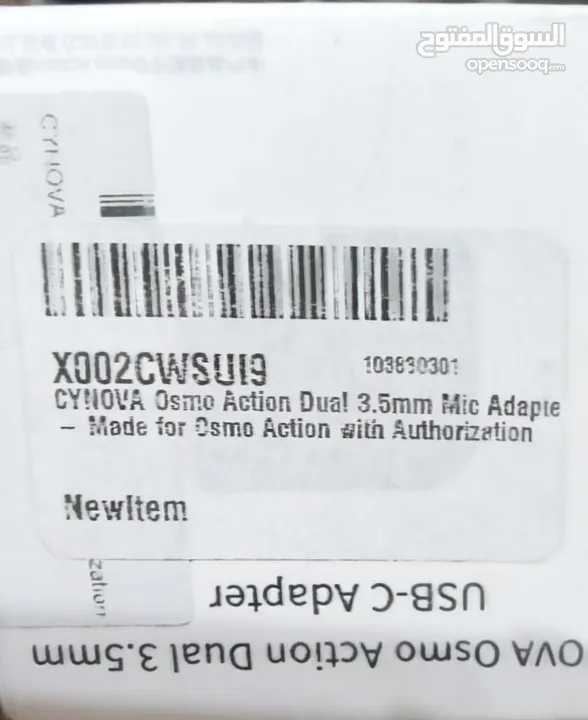 السوق المفتوح
opensooq.com
CYNOVA
X002CWSUI9
103830301
CYNOVA Osmo Action Dual 3.5mm Mic Adapte
– Made for Osmo Action with Authorization
NewItem
zation
USB-C Adapter
OVA Osmo Action Dual 3.5mm